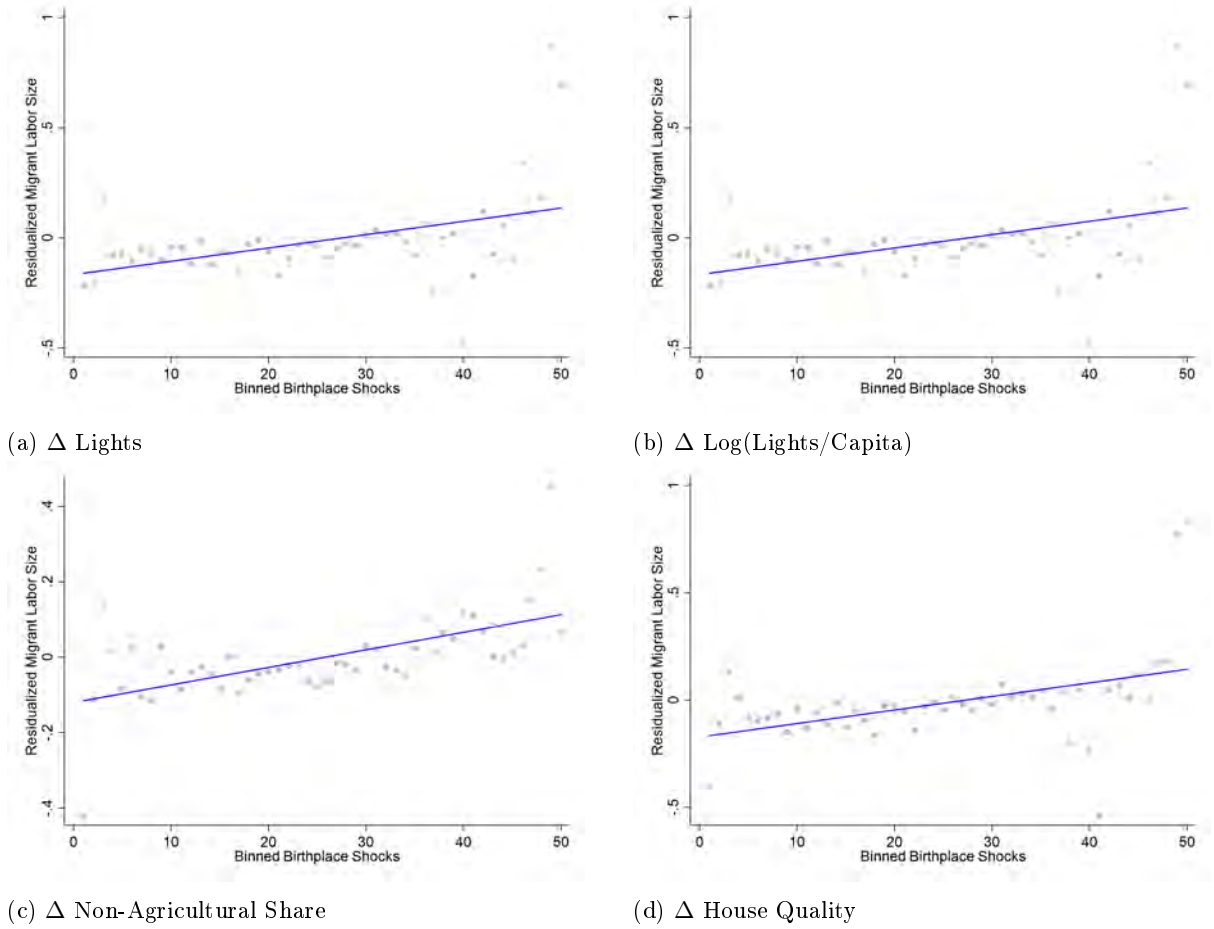 Residualized Migrant Labor Size
1
.5
0
-.5
0 10 20 30 40 50
Binned Birthplace Shocks
(a) Δ Lights
Residualized Migrant Labor Size
1
.5
0
-.5
0 10 20 30 40 50
Binned Birthplace Shocks
(b) Δ Log(Lights/Capita)
Residualized Migrant Labor Size
.4
.2
0
-.2
-.4
0 10 20 30 40 50
Binned Birthplace Shocks
(c) Δ Non-Agricultural Share
Residualized Migrant Labor Size
1
.5
0
-.5
0 10 20 30 40 50
Binned Birthplace Shocks
(d) Δ House Quality